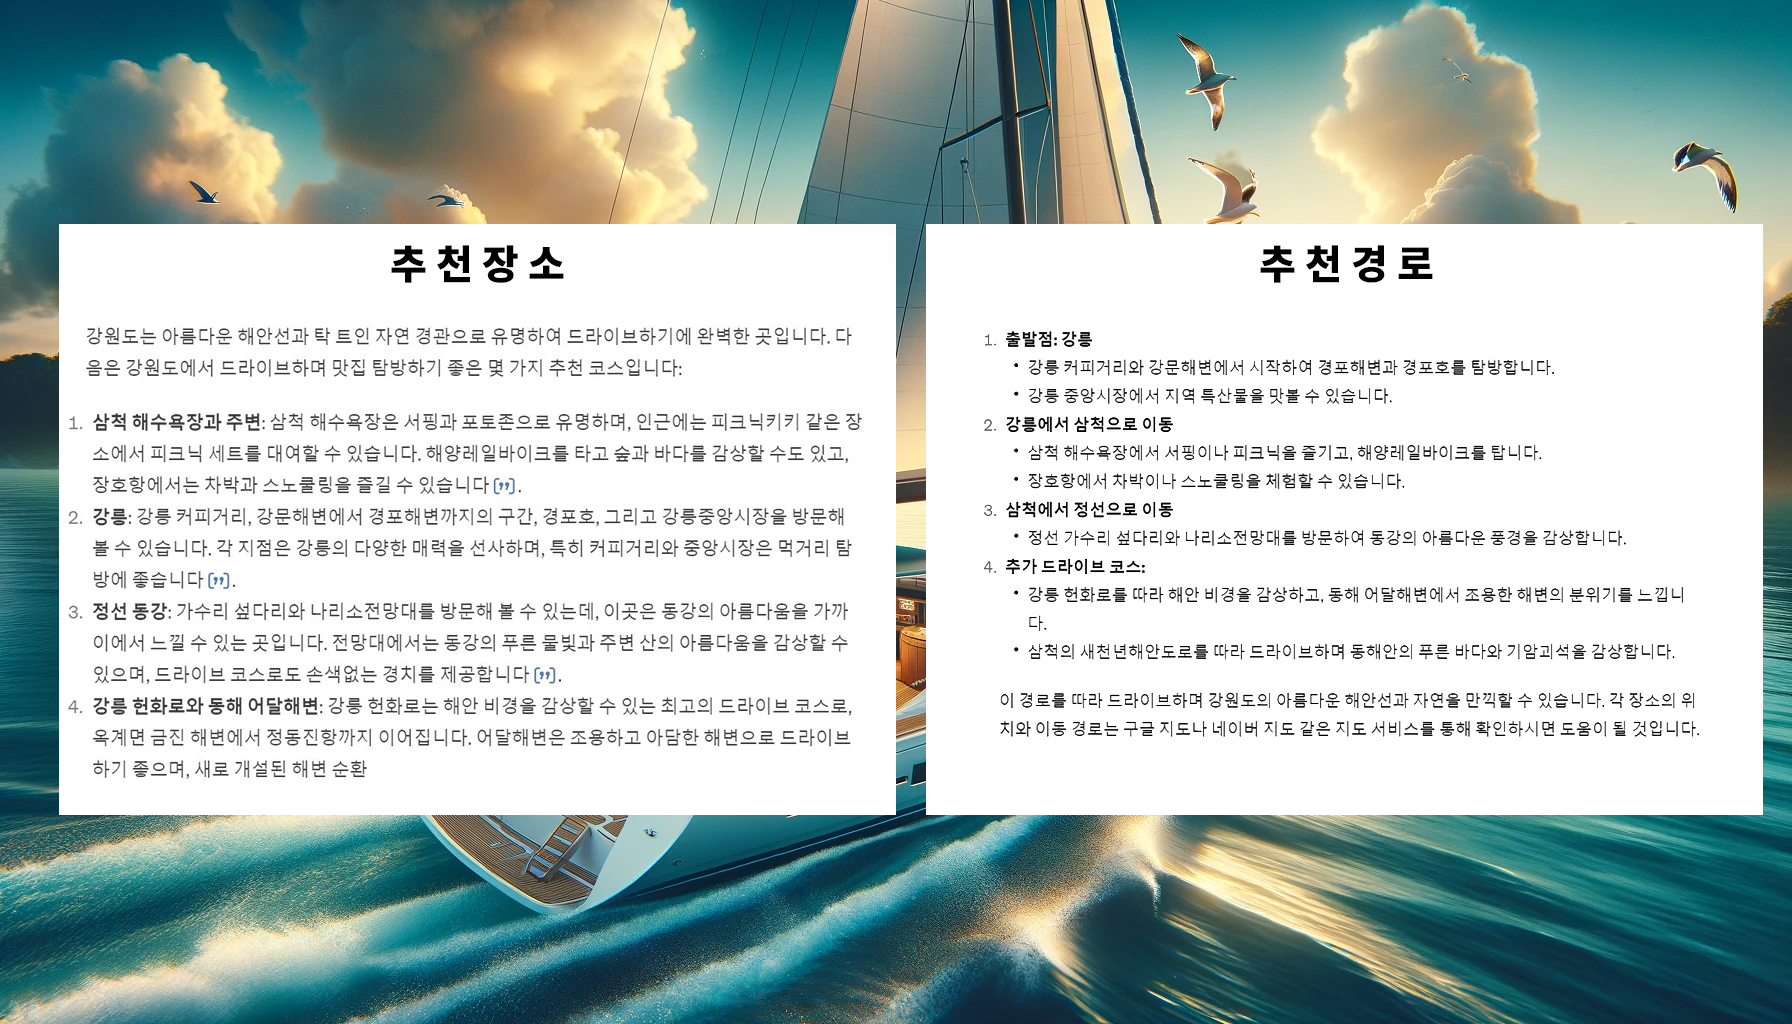 추천장소
강원도는 아름다운 해안선과 탁 트인 자연 경관으로 유명하여 드라이브하기에 완벽한 곳입니다. 다
음은 강원도에서 드라이브하며 맛집 탐방하기 좋은 몇 가지 추천 코스입니다:
1. 삼척 해수욕장과 주변: 삼척 해수욕장은 서핑과 포토존으로 유명하며, 인근에는 피크닉키키 같은 장
소에서 피크닉 세트를 대여할 수 있습니다. 해양레일바이크를 타고 숲과 바다를 감상할 수도 있고,
장호항에서는 차박과 스노쿨링을 즐길 수 있습니다 [”].
2. 강릉: 강릉 커피거리, 강문해변에서 경포해변까지의 구간, 경포호, 그리고 강릉중앙시장을 방문해
볼 수 있습니다. 각 지점은 강릉의 다양한 매력을 선사하며, 특히 커피거리와 중앙시장은 먹거리 탐
방에 좋습니다 [”].
3. 정선 동강: 가수리 섶다리와 나리소전망대를 방문해 볼 수 있는데, 이곳은 동강의 아름다움을 가까
이에서 느낄 수 있는 곳입니다. 전망대에서는 동강의 푸른 물빛과 주변 산의 아름다움을 감상할 수
있으며, 드라이브 코스로도 손색없는 경치를 제공합니다 [”].
4. 강릉 헌화로와 동해 어달해변: 강릉 헌화로는 해안 비경을 감상할 수 있는 최고의 드라이브 코스로,
옥계면 금진 해변에서 정동진항까지 이어집니다. 어달해변은 조용하고 아담한 해변으로 드라이브
하기 좋으며, 새로 개설된 해변 순환
추천경로
1. 출발점: 강릉
• 강릉 커피거리와 강문해변에서 시작하여 경포해변과 경포호를 탐방합니다.
• 강릉 중앙시장에서 지역 특산물을 맛볼 수 있습니다.
2. 강릉에서 삼척으로 이동
• 삼척 해수욕장에서 서핑이나 피크닉을 즐기고, 해양레일바이크를 탑니다.
• 장호항에서 차박이나 스노쿨링을 체험할 수 있습니다.
3. 삼척에서 정선으로 이동
• 정선 가수리 섶다리와 나리소전망대를 방문하여 동강의 아름다운 풍경을 감상합니다.
4. 추가 드라이브 코스:
• 강릉 헌화로를 따라 해안 비경을 감상하고, 동해 어달해변에서 조용한 해변의 분위기를 느낍니
다.
• 삼척의 새천년해안도로를 따라 드라이브하며 동해안의 푸른 바다와 기암괴석을 감상합니다.
이 경로를 따라 드라이브하며 강원도의 아름다운 해안선과 자연을 만끽할 수 있습니다. 각 장소의 위
치와 이동 경로는 구글 지도나 네이버 지도 같은 지도 서비스를 통해 확인하시면 도움이 될 것입니다.